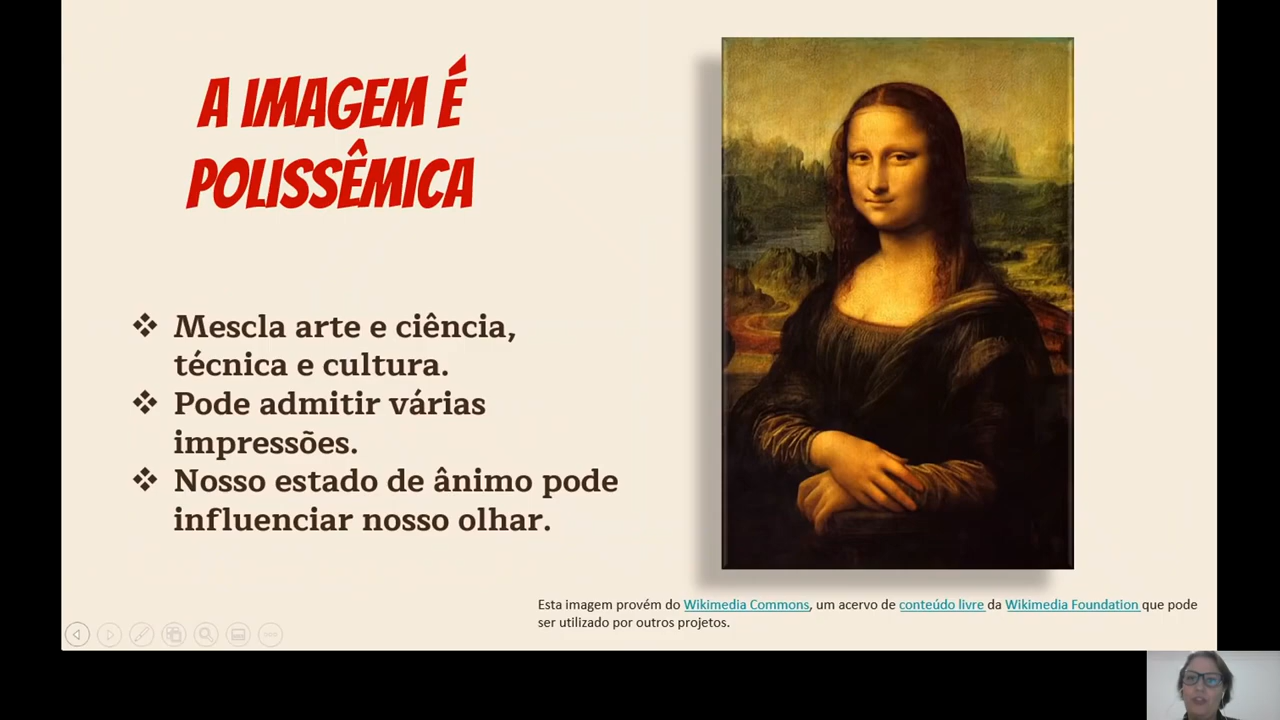 A IMAGEM É
POLISSÊMICA
❖ Mescla arte e ciência,
técnica e cultura.
❖ Pode admitir várias
impressões.
❖ Nosso estado de ânimo pode
influenciar nosso olhar.
Esta imagem provém do Wikimedia Commons, um acervo de conteúdo livre da Wikimedia Foundation que pode
ser utilizado por outros projetos.